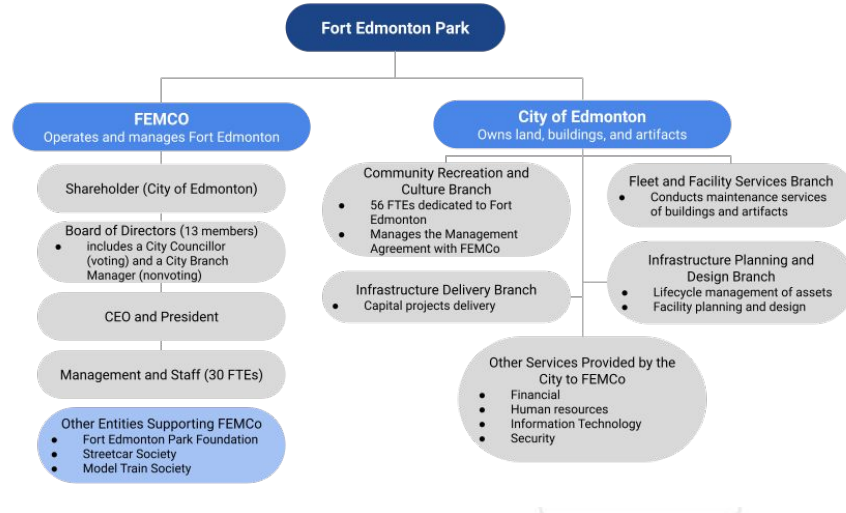 Fort Edmonton Park
FEMCO
Operates and manages Fort Edmonton
Shareholder (City of Edmonton)
Board of Directors (13 members)
● includes a City Councillor
(voting) and a City Branch
Manager (nonvoting)
CEO and President
Management and Staff (30 FTEs)
Other Entities Supporting FEMCo
● Fort Edmonton Park Foundation
● Streetcar Society
● Model Train Society
City of Edmonton
Owns land, buildings, and artifacts
Community Recreation and
Culture Branch
● 56 FTEs dedicated to Fort
Edmonton
● Manages the Management
Agreement with FEMCo
Fleet and Facility Services Branch
● Conducts maintenance services
of buildings and artifacts
Infrastructure Delivery Branch
● Capital projects delivery
Infrastructure Planning and
Design Branch
● Lifecycle management of assets
● Facility planning and design
Other Services Provided by the
City to FEMCo
● Financial
● Human resources
● Information Technology
● Security